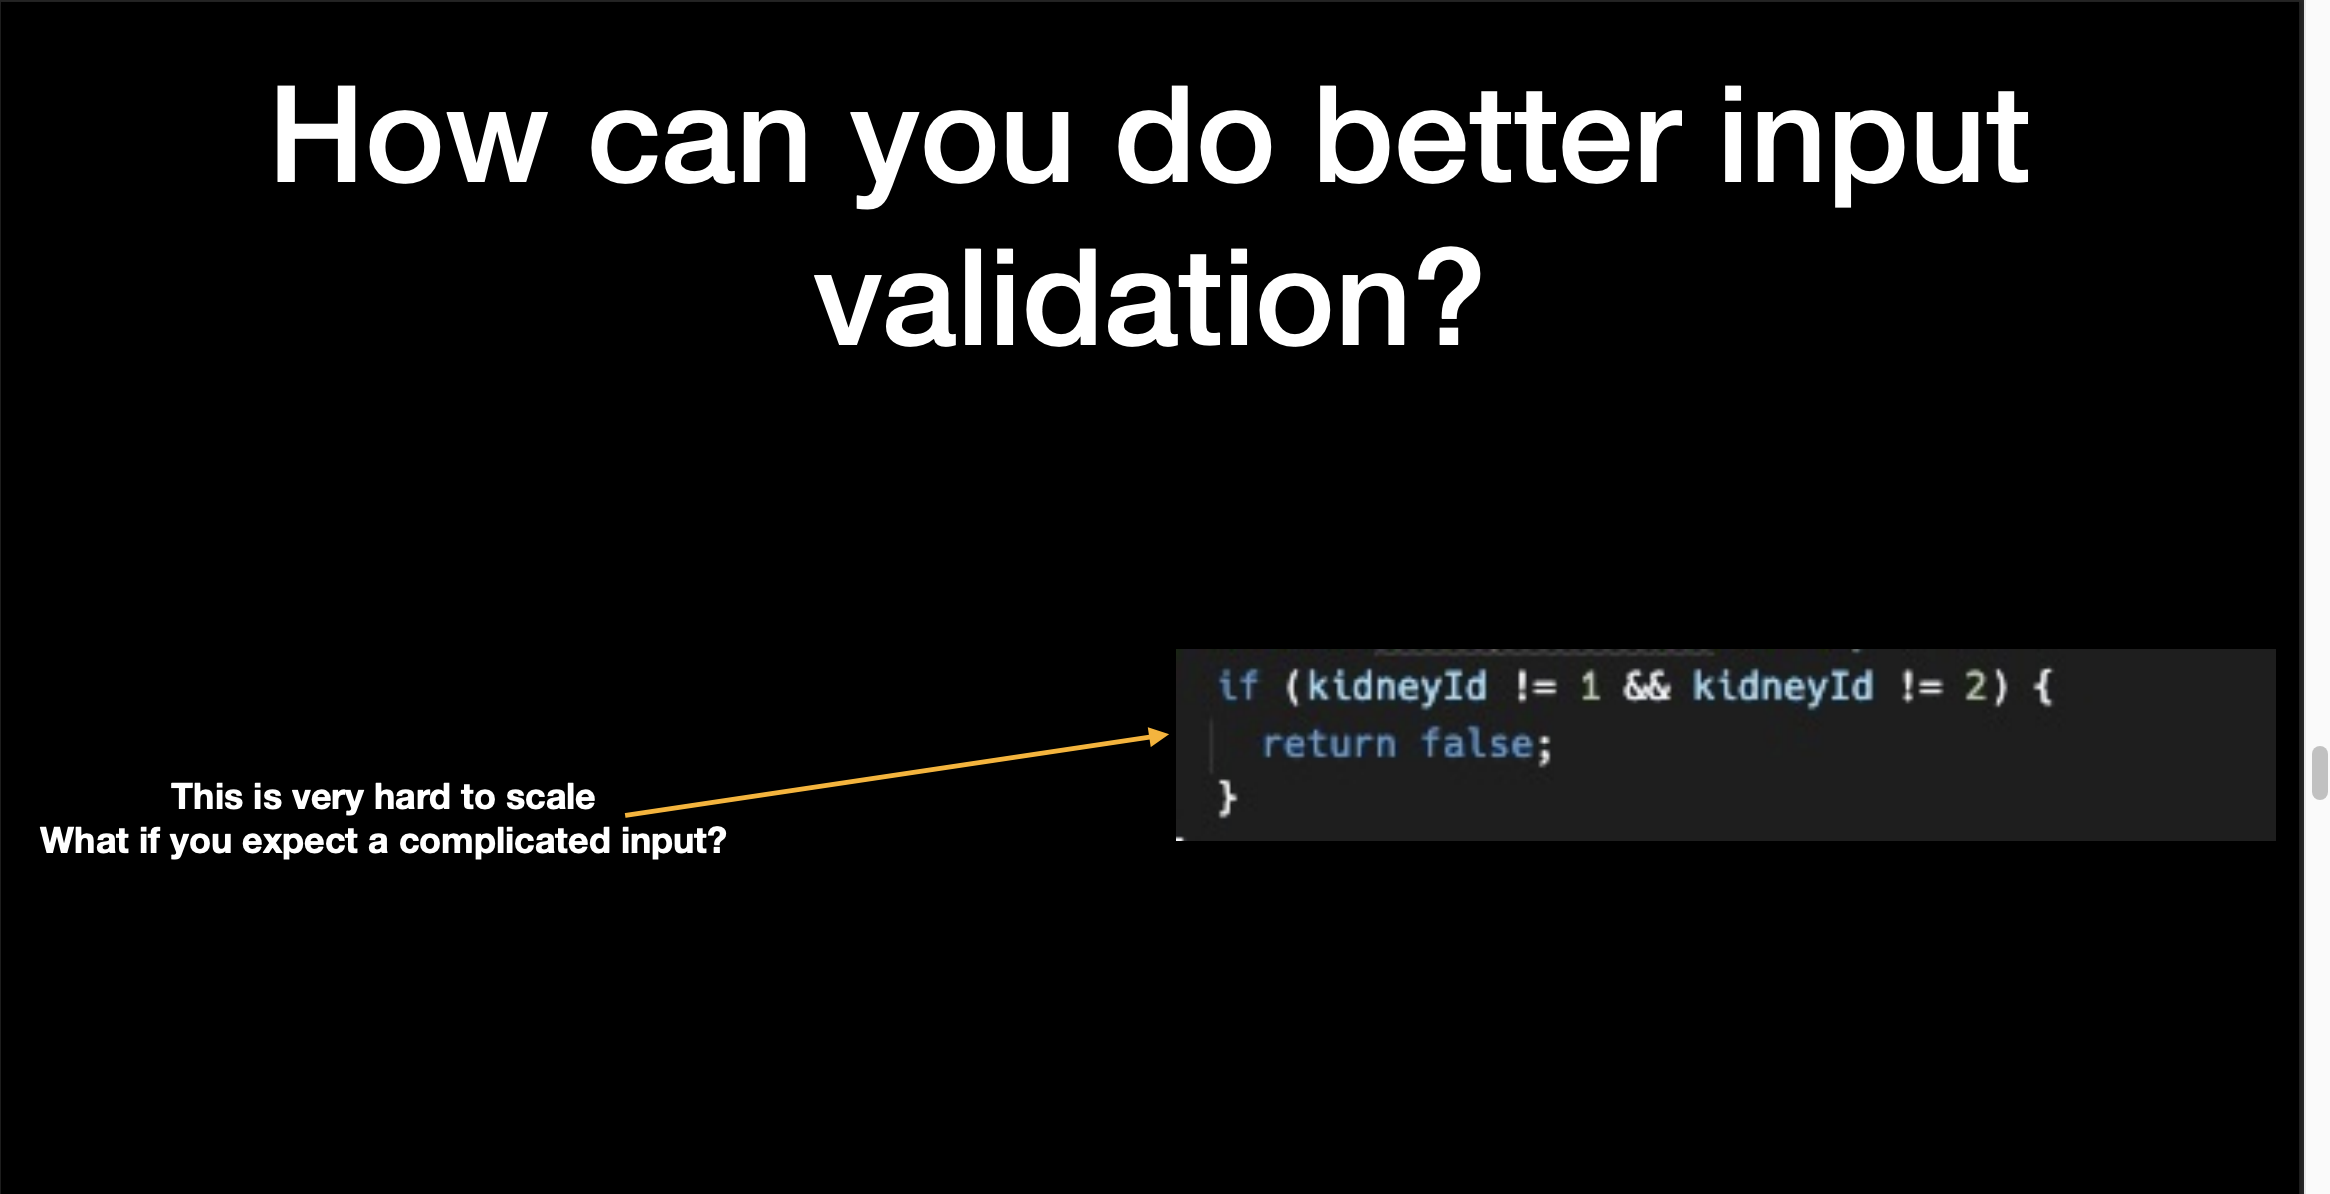 How can you do better input
validation?
if (kidneyId != 1 && kidneyId != 2) {
return false;
}
This is very hard to scale
What if you expect a complicated input?